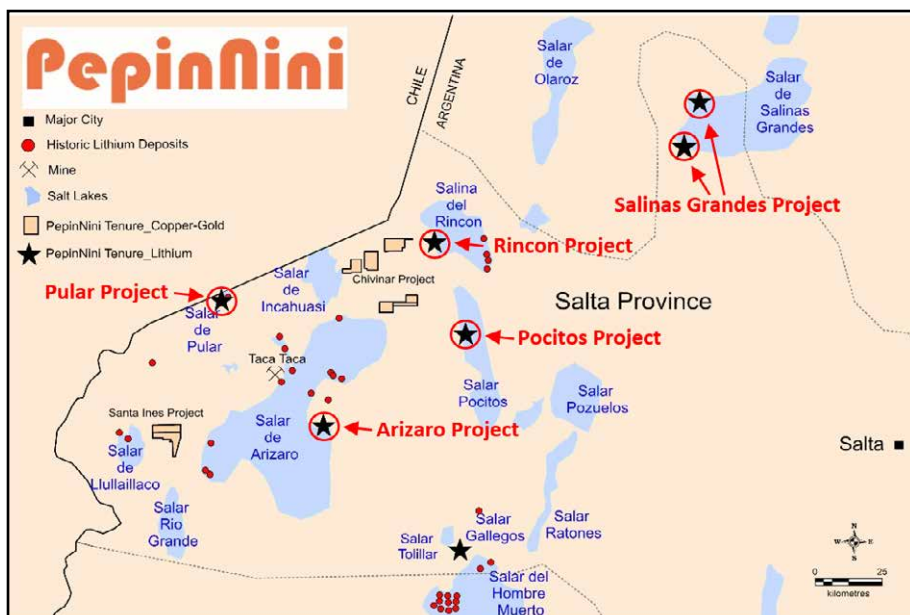 PepinNini
Major City
Historic Lithium Deposits
Mine
Salt Lakes
PepinNini Tenure_Copper-Gold
PepinNini Tenure_Lithium
CHILE
ARGENTINA
Salar
de
Olaroz
Salar
de
Salinas
Grandes
Salinas Grandes Project
Salina
del
Rincon
Rincon Project
Chivinar Project
Salar
de
Incahuasi
Pular Project
Salar
de
Pular
Salta Province
Pocitos Project
Taca Taca
Salar
Pocitos
Salar
Pozuelos
Santa Ines Project
Salar
de
Arizaro
Arizaro Project
Salta
Salar
de
Llullaillaco
Salar
Rio
Grande
Salar
Gallegos
Salar
Ratones
Salar
Tolillar
Salar del
Hombre
Muerto
N
W E
S
0 25
kilometres